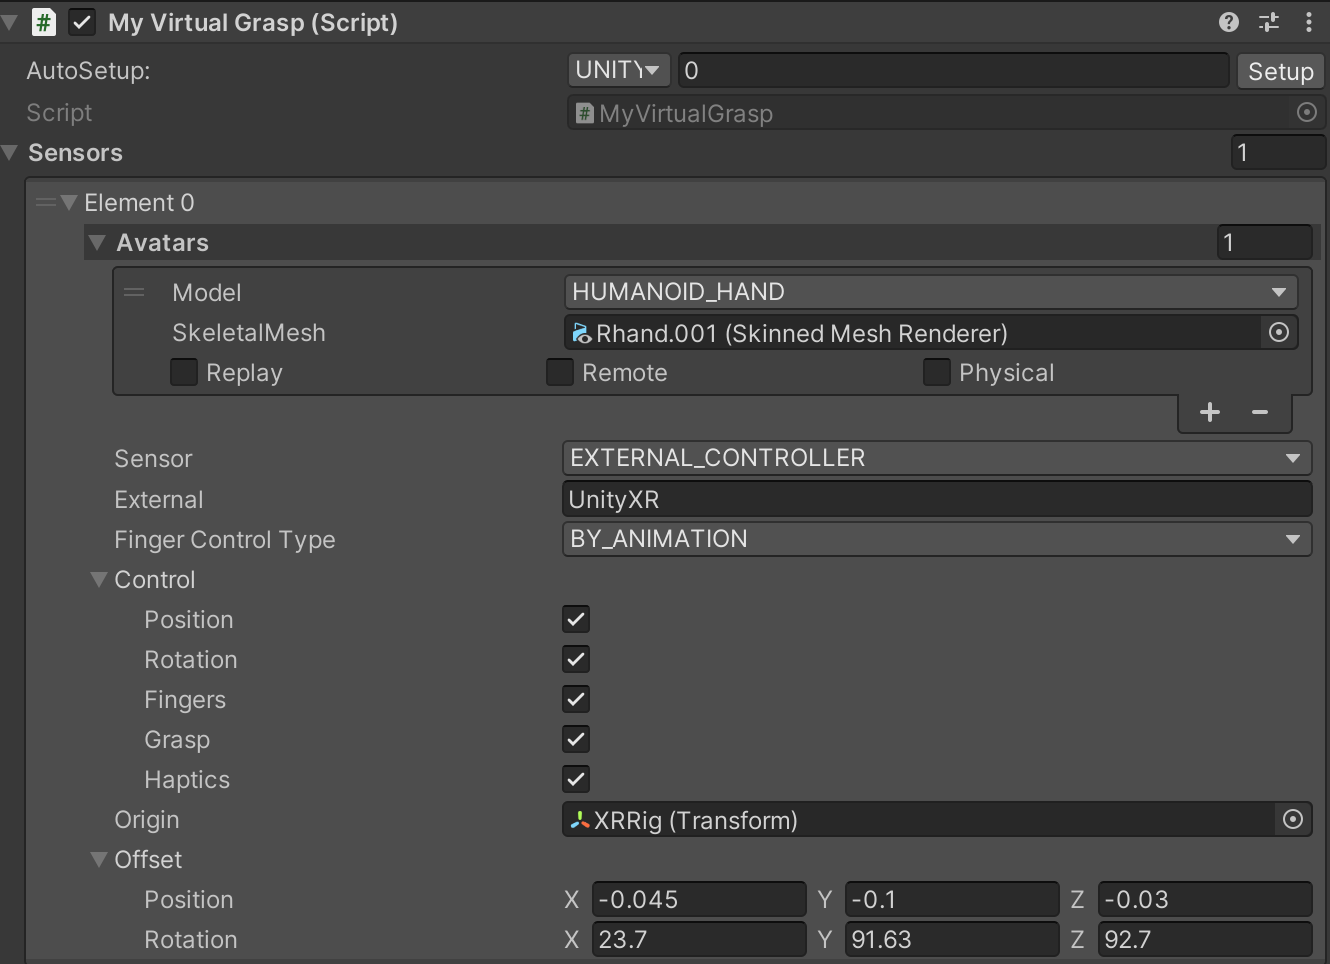 # My Virtual Grasp (Script)
AutoSetup: UNITY 0 Setup
Script # MyVirtualGrasp
Sensors 1
Element 0
Avatars 1
Model HUMANOID_HAND
SkeletalMesh Rhand.001 (Skinned Mesh Renderer)
Replay Remote Physical
+ −
Sensor EXTERNAL_CONTROLLER
External UnityXR
Finger Control Type BY_ANIMATION
Control
Position
Rotation
Fingers
Grasp
Haptics
Origin XRRig (Transform)
Offset
Position X -0.045 Y -0.1 Z -0.03
Rotation X 23.7 Y 91.63 Z 92.7